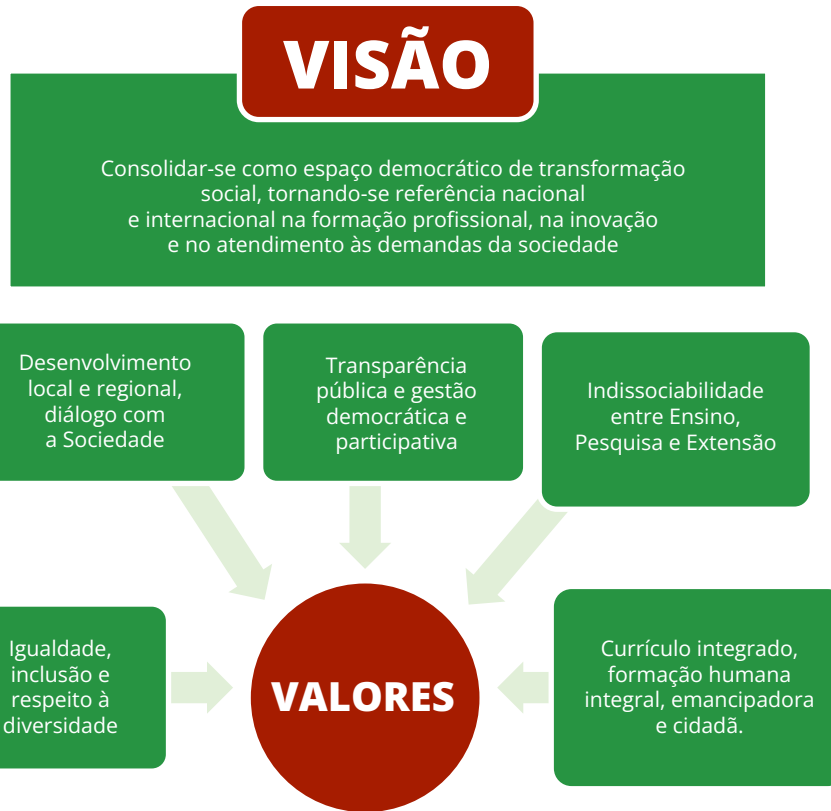 VISÃO
Consolidar-se como espaço democrático de transformação
social, tornando-se referência nacional
e internacional na formação profissional, na inovação
e no atendimento às demandas da sociedade
Desenvolvimento
local e regional,
diálogo com
a Sociedade
Transparência
pública e gestão
democrática e
participativa
Indissociabilidade
entre Ensino,
Pesquisa e Extensão
Igualdade,
inclusão e
respeito à
diversidade
VALORES
Currículo integrado,
formação humana
integral, emancipadora
e cidadã.